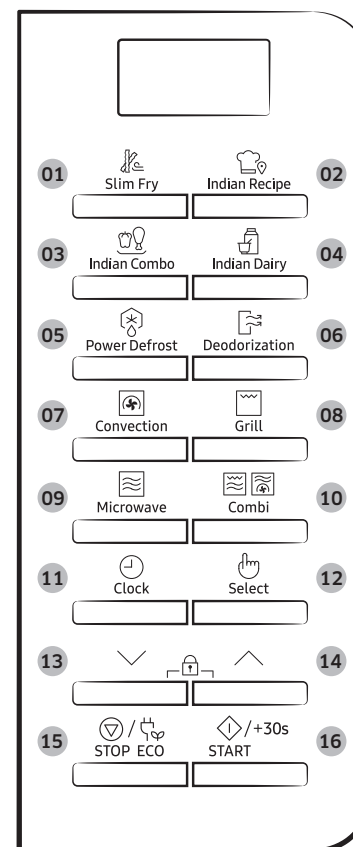 01 Slim Fry Indian Recipe 02
03 Indian Combo Indian Dairy 04
05 Power Defrost Deodorization 06
07 Convection Grill 08
09 Microwave Combi 10
11 Clock Select 12
13 14
15 / /+30s 16
STOP ECO START